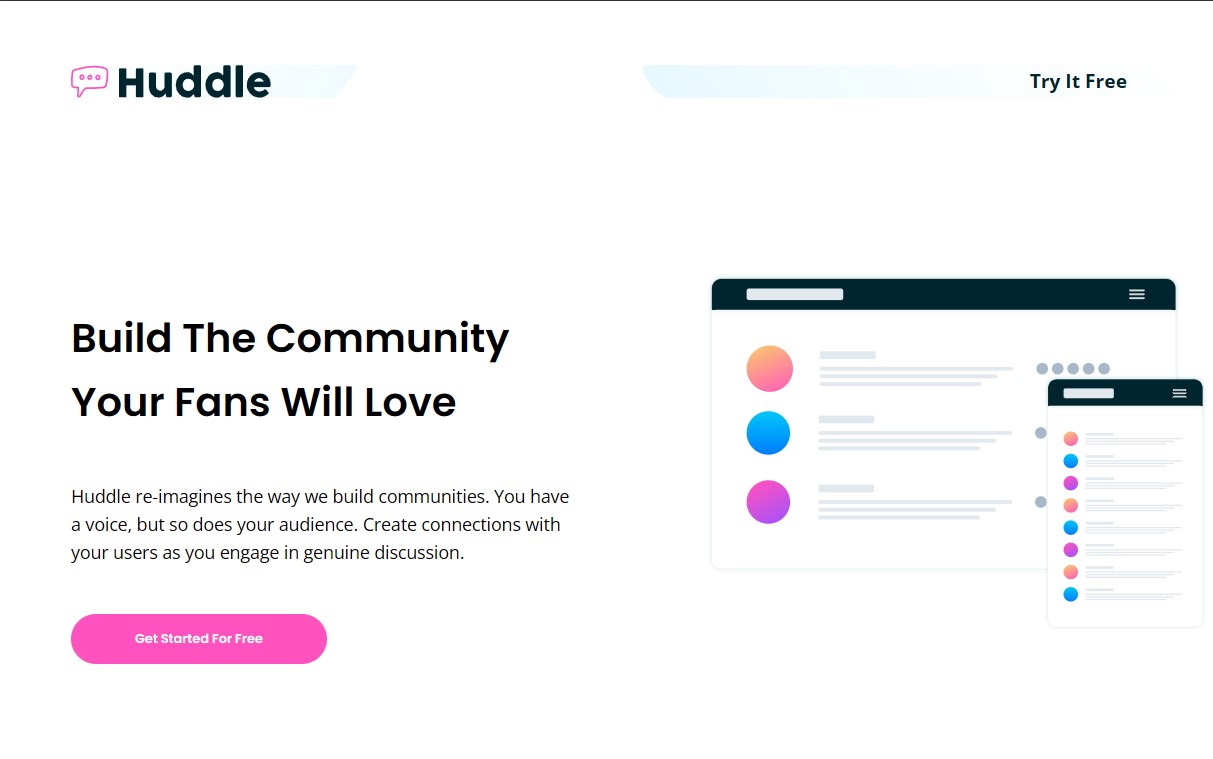 Huddle
Try It Free
Build The Community
Your Fans Will Love
Huddle re-imagines the way we build communities. You have
a voice, but so does your audience. Create connections with
your users as you engage in genuine discussion.
Get Started For Free